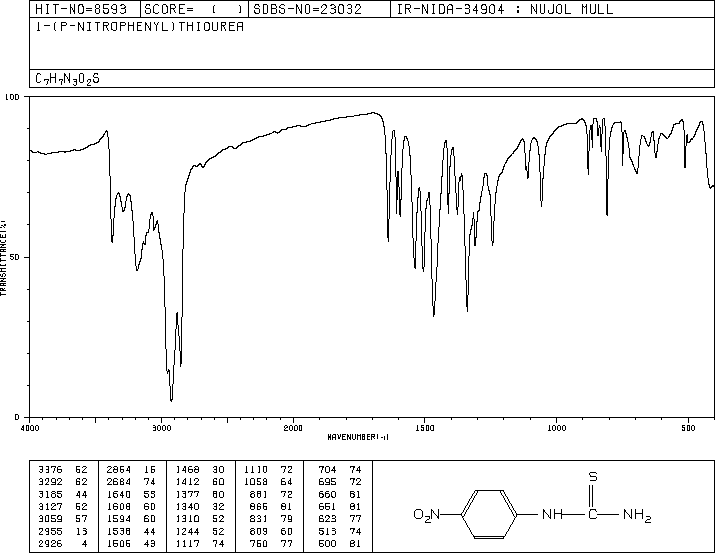 HIT-NO=8593 SCORE= ( ) SDBS-NO=23032 IR-NIDA-34904 : NUJOL MULL
1-(P-NITROPHENYL)THIOUREA
C7H7N3O2S
100
50
0
TRANSMITTANCE(%)
4000 3000 2000 1500 1000 500
WAVENUMBER(-1)
3376 52 2854 16 1468 30 1110 72 704 74
3292 62 2684 74 1412 60 1058 64 695 72
3185 44 1640 53 1377 60 881 72 660 81
3127 52 1608 60 1340 32 866 81 651 81
3059 57 1594 60 1310 52 831 79 623 77
2955 13 1538 44 1244 52 809 60 513 74
2926 4 1505 43 1117 74 750 77 500 81
S
O2N NH C NH2